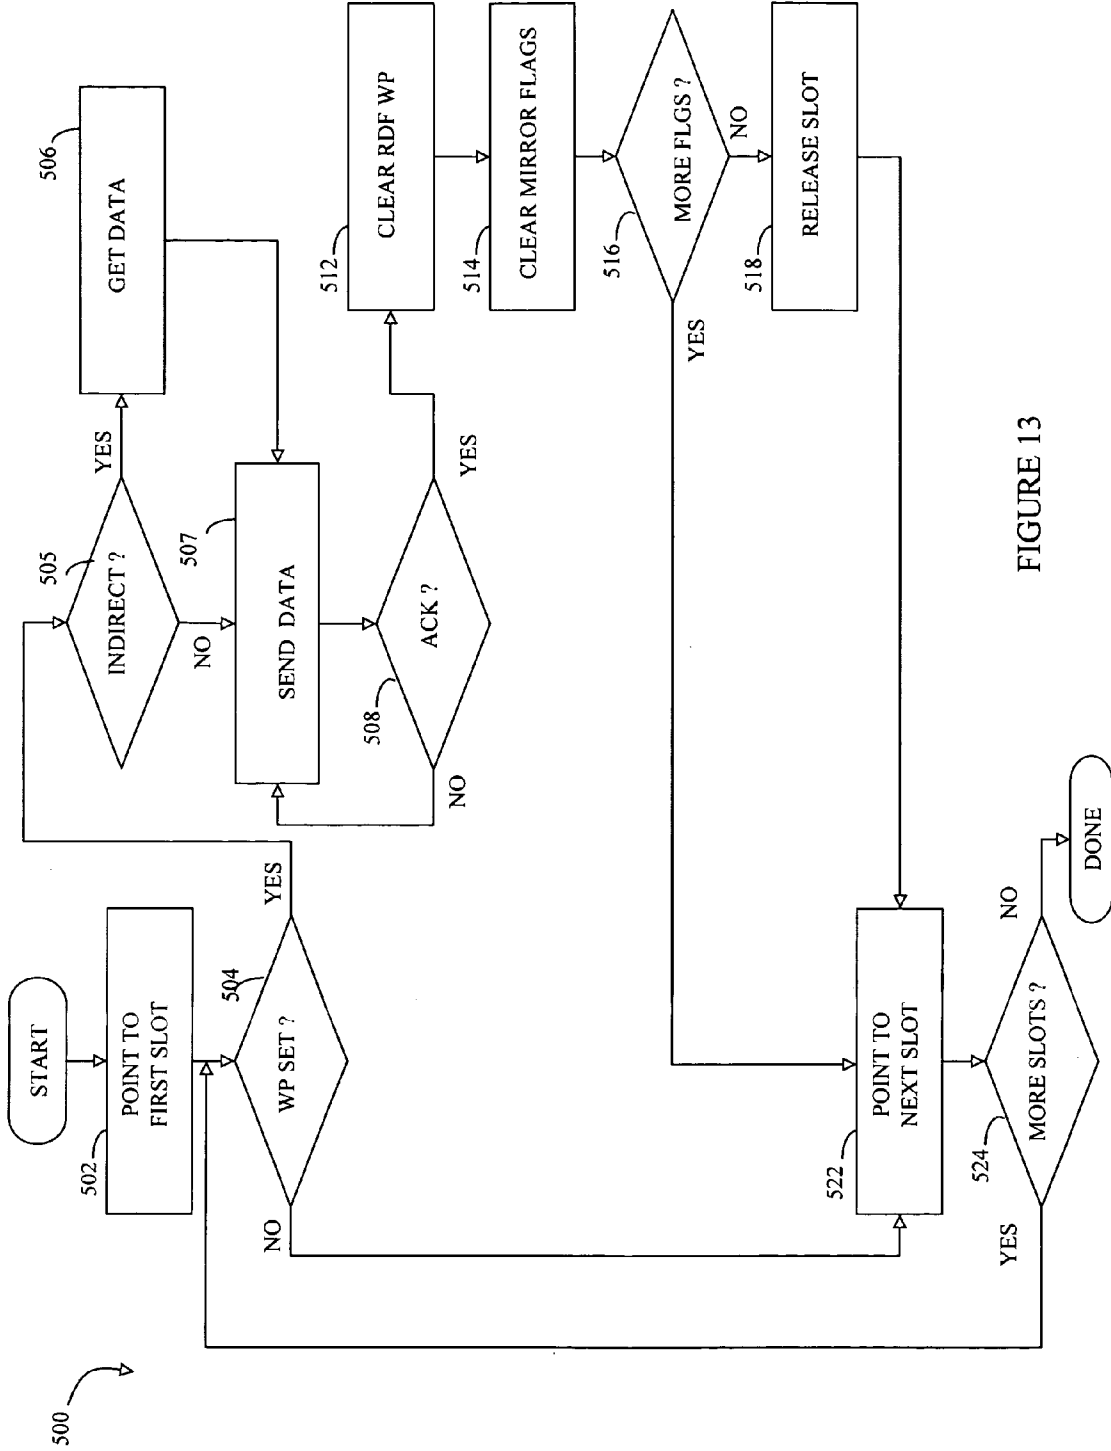 500
START
502
POINT TO
FIRST SLOT
504
WP SET ?
YES
NO
505
INDIRECT ?
YES
NO
506
GET DATA
507
SEND DATA
508
ACK ?
YES
NO
512
CLEAR RDF WP
514
CLEAR MIRROR FLAGS
516
MORE FLGS ?
YES
NO
518
RELEASE SLOT
522
POINT TO
NEXT SLOT
524
MORE SLOTS ?
YES
NO
DONE
FIGURE 13